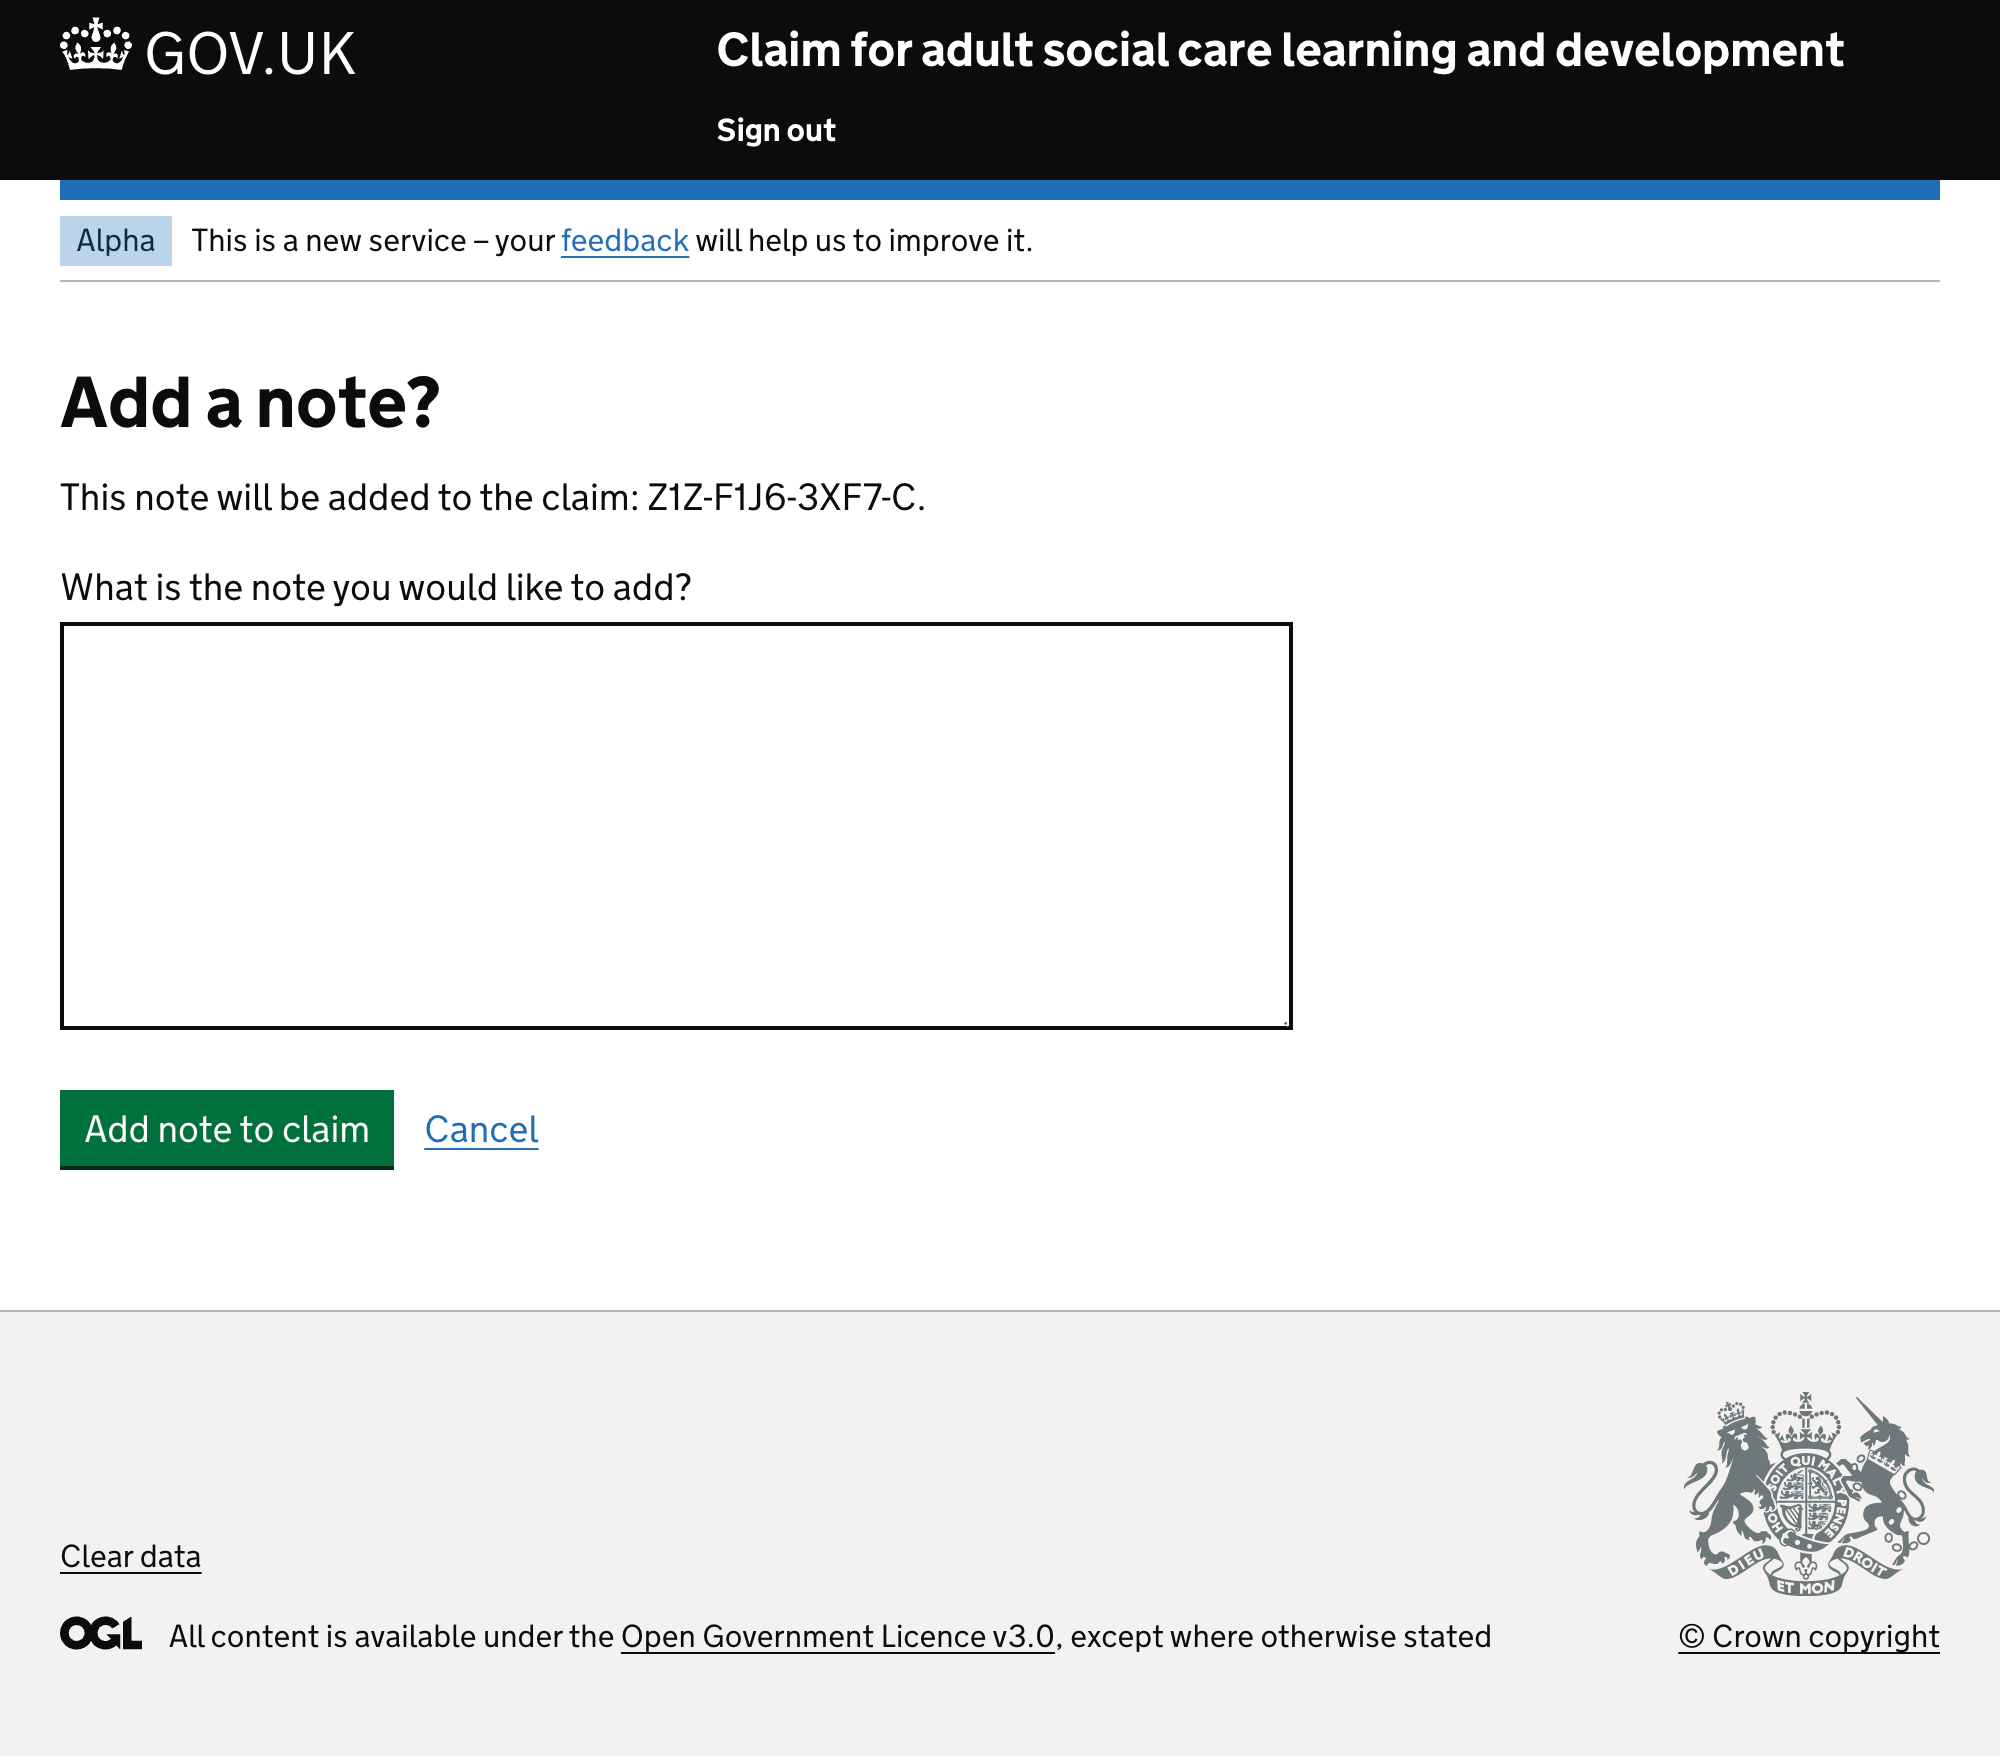 GOV.UK
Claim for adult social care learning and development
Sign out
Alpha This is a new service – your feedback will help us to improve it.
Add a note?
This note will be added to the claim: Z1Z-F1J6-3XF7-C.
What is the note you would like to add?
Add note to claim Cancel
SOIT QUI MAL Y PENSE
DIEU ET MON DROIT
Clear data
OGL All content is available under the Open Government Licence v3.0, except where otherwise stated
© Crown copyright